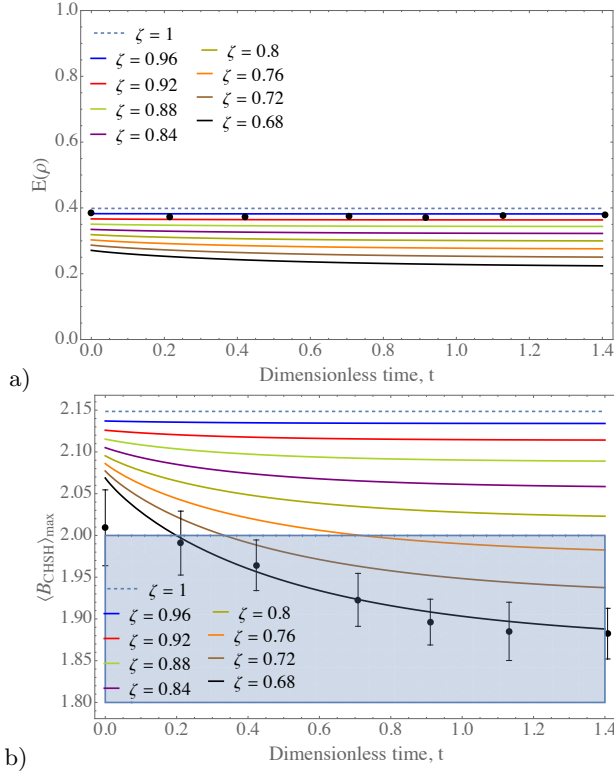 1.0
0.8
0.6
0.4
0.2
0.0
E(ρ)
ζ = 1
ζ = 0.96
ζ = 0.92
ζ = 0.88
ζ = 0.84
ζ = 0.8
ζ = 0.76
ζ = 0.72
ζ = 0.68
0.0 0.2 0.4 0.6 0.8 1.0 1.2 1.4
Dimensionless time, t
a)
2.15
2.10
2.05
2.00
1.95
1.90
1.85
1.80
⟨B_CHSH⟩_max
ζ = 1
ζ = 0.96
ζ = 0.92
ζ = 0.88
ζ = 0.84
ζ = 0.8
ζ = 0.76
ζ = 0.72
ζ = 0.68
0.0 0.2 0.4 0.6 0.8 1.0 1.2 1.4
Dimensionless time, t
b)